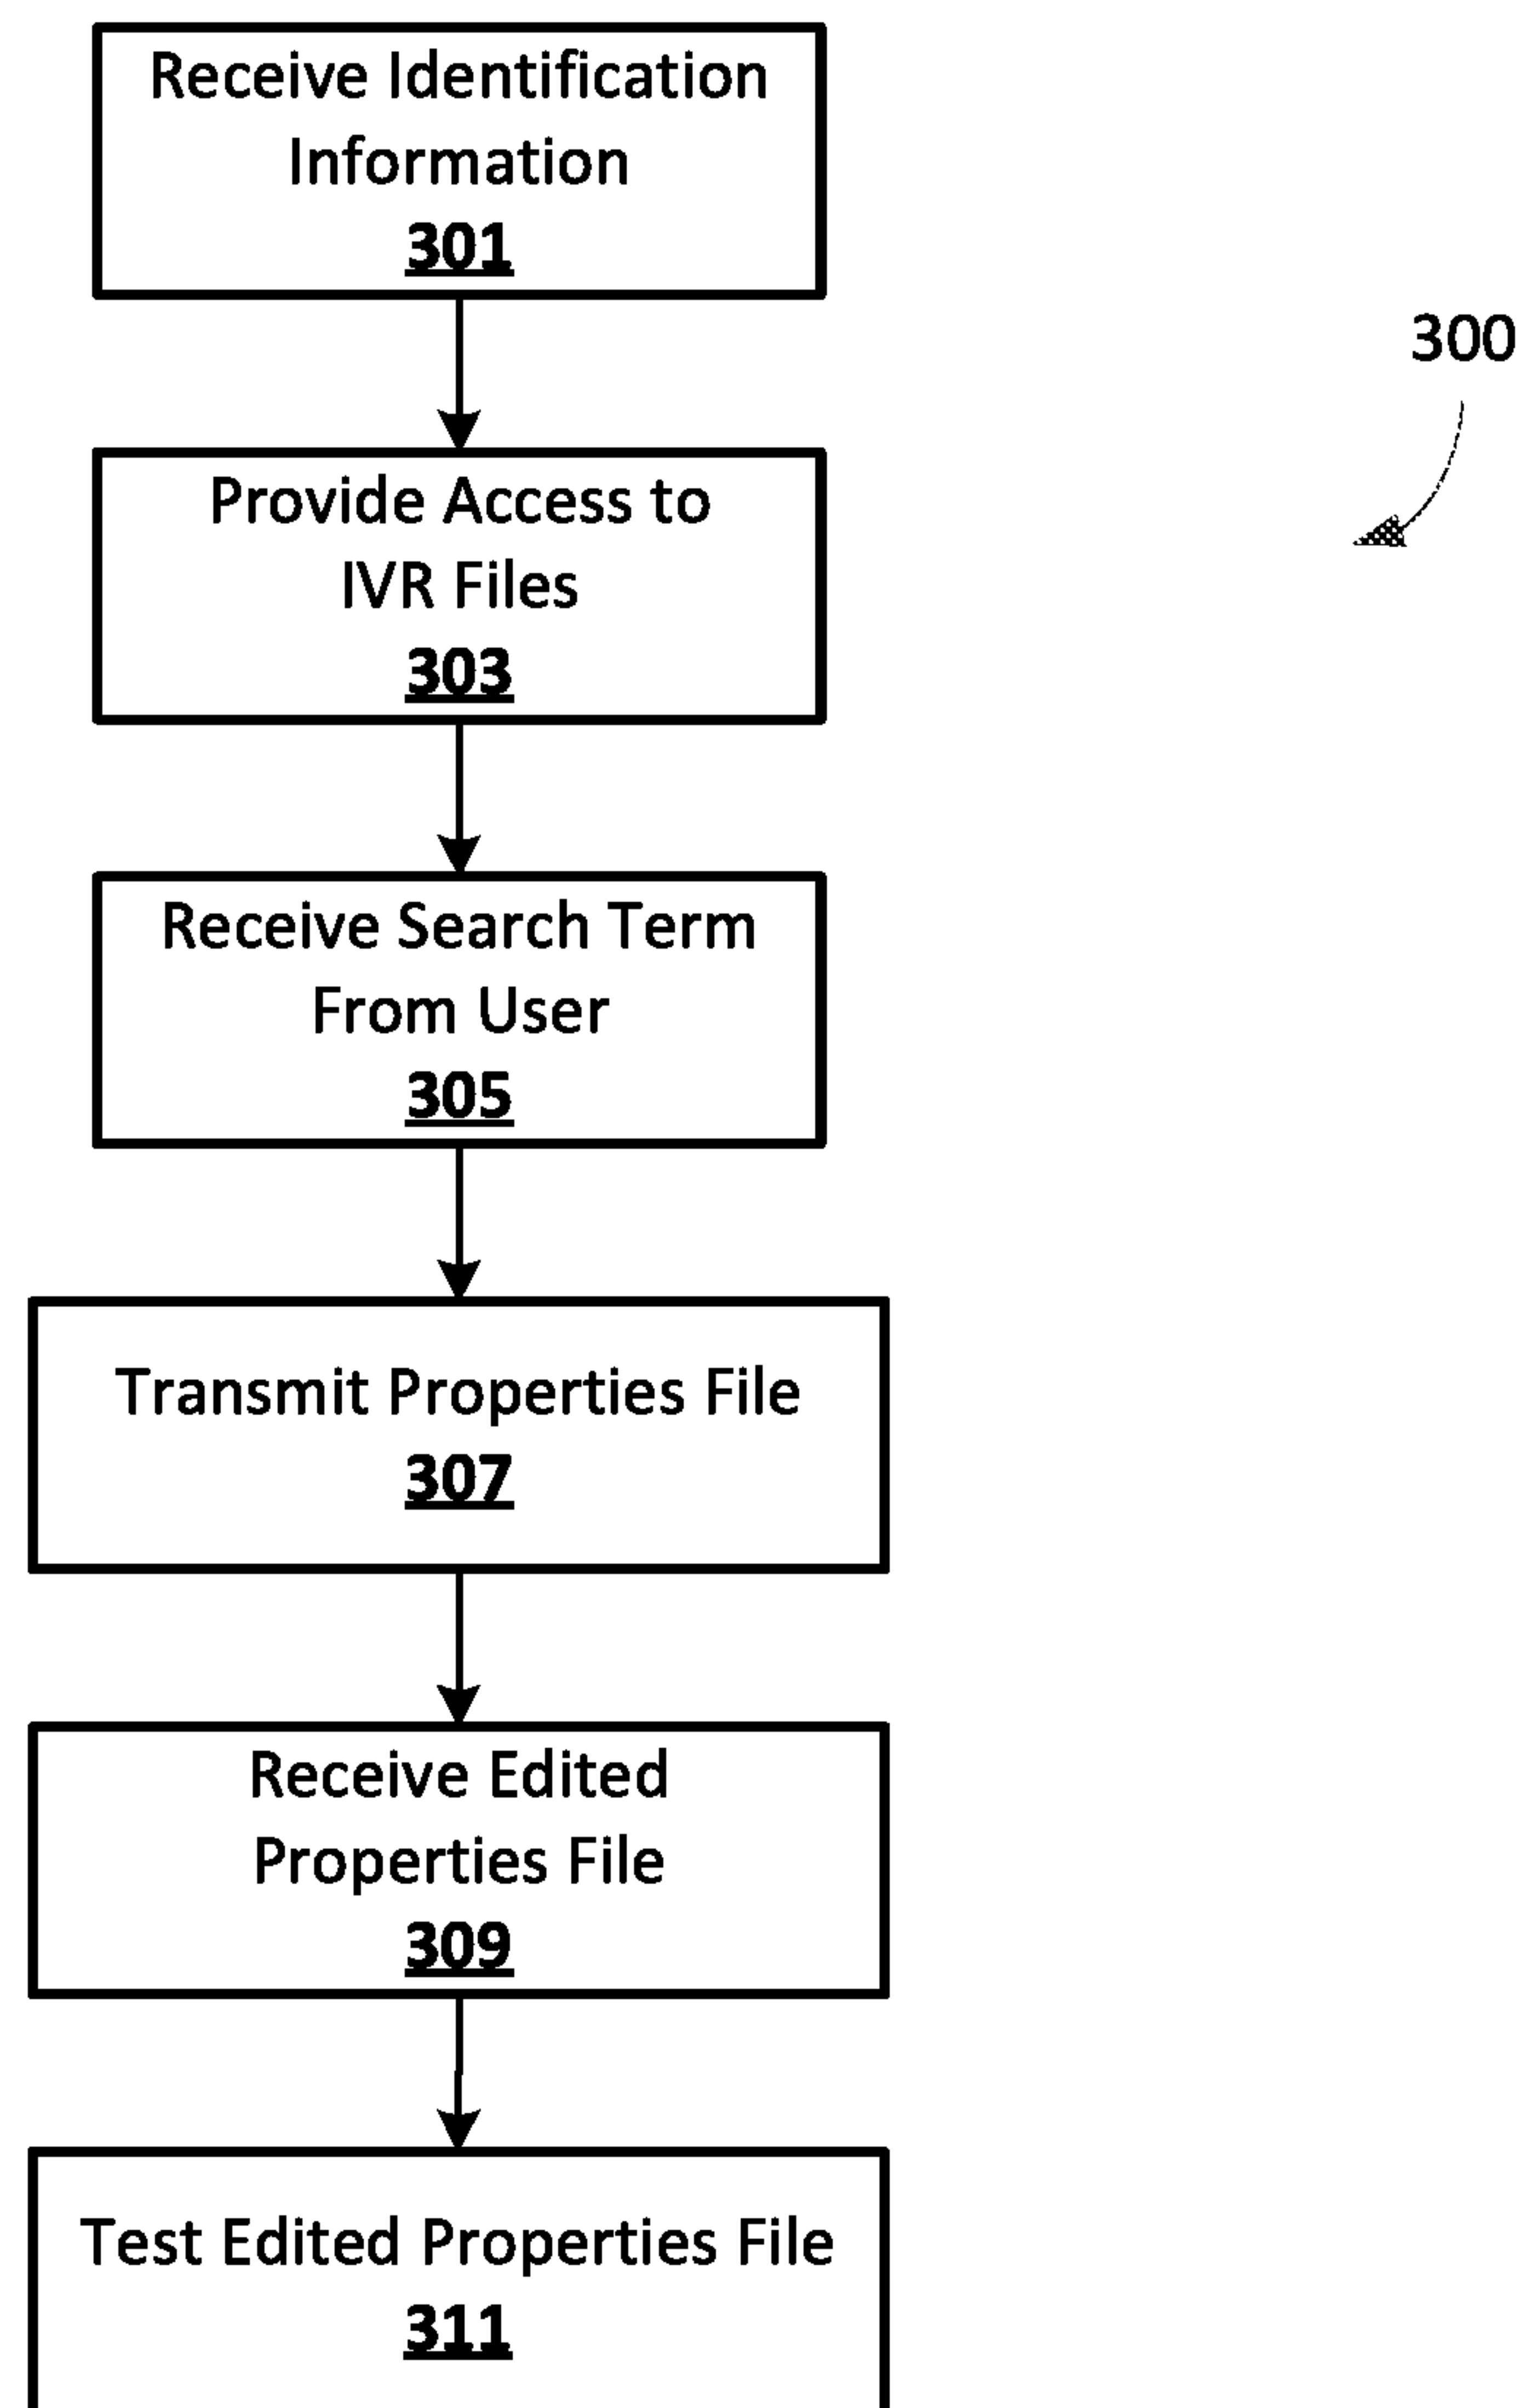 Receive Identification
Information
301
300
Provide Access to
IVR Files
303
Receive Search Term
From User
305
Transmit Properties File
307
Receive Edited
Properties File
309
Test Edited Properties File
311